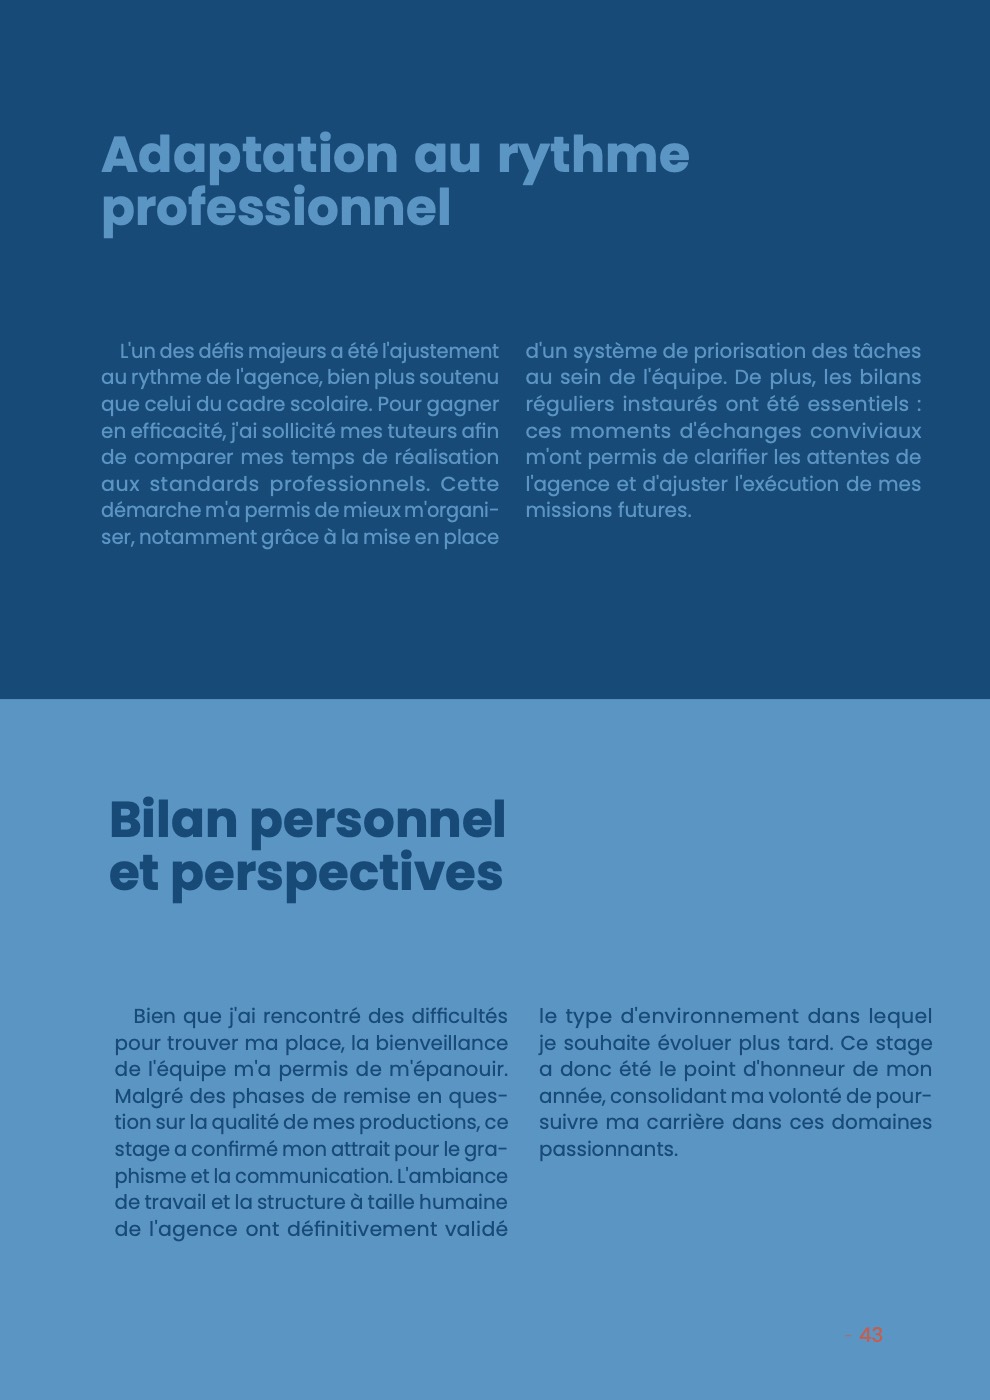 Adaptation au rythme
professionnel
L'un des défis majeurs a été l'ajustement
au rythme de l'agence, bien plus soutenu
que celui du cadre scolaire. Pour gagner
en efficacité, j'ai sollicité mes tuteurs afin
de comparer mes temps de réalisation
aux standards professionnels. Cette
démarche m'a permis de mieux m'organi-
ser, notamment grâce à la mise en place
d'un système de priorisation des tâches
au sein de l'équipe. De plus, les bilans
réguliers instaurés ont été essentiels :
ces moments d'échanges conviviaux
m'ont permis de clarifier les attentes de
l'agence et d'ajuster l'exécution de mes
missions futures.
Bilan personnel
et perspectives
Bien que j'ai rencontré des difficultés
pour trouver ma place, la bienveillance
de l'équipe m'a permis de m'épanouir.
Malgré des phases de remise en ques-
tion sur la qualité de mes productions, ce
stage a confirmé mon attrait pour le gra-
phisme et la communication. L'ambiance
de travail et la structure à taille humaine
de l'agence ont définitivement validé
le type d'environnement dans lequel
je souhaite évoluer plus tard. Ce stage
a donc été le point d'honneur de mon
année, consolidant ma volonté de pour-
suivre ma carrière dans ces domaines
passionnants.
– 43